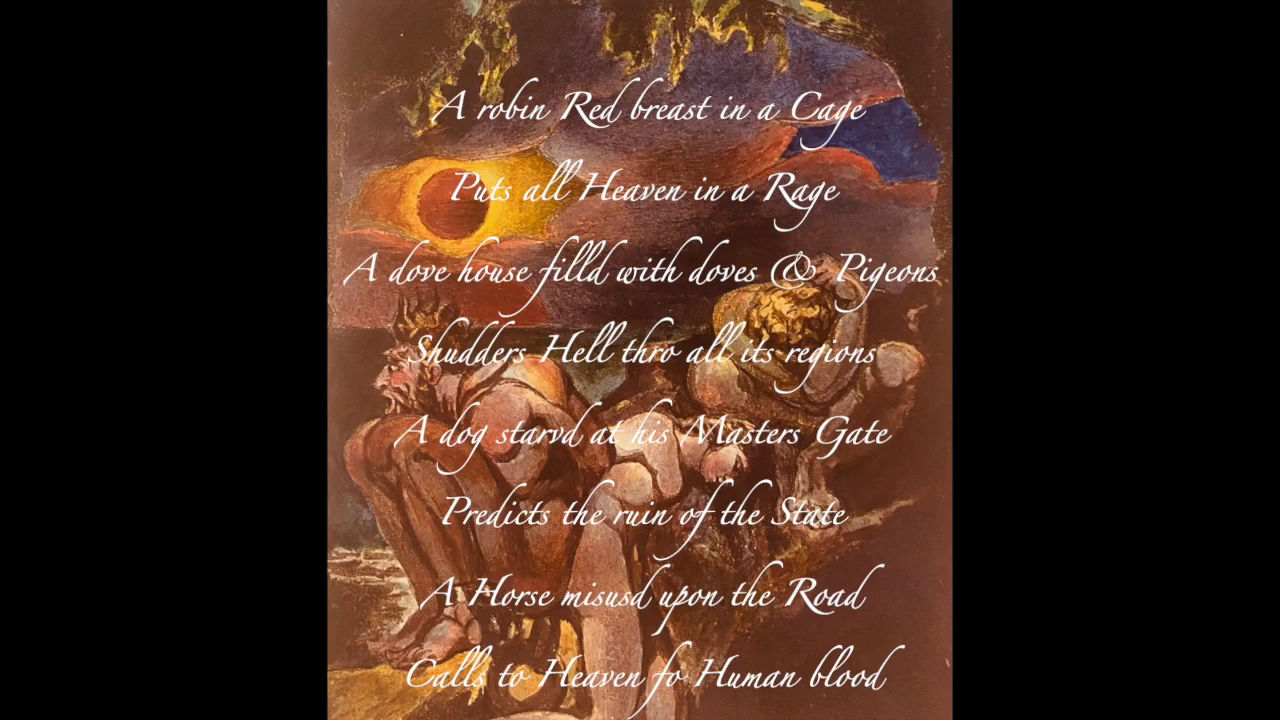 A robin Red breast in a Cage
Puts all Heaven in a Rage
A dove house filld with doves & Pigeons
Shudders Hell thro all its regions
A dog starvd at his Masters Gate
Predicts the ruin of the State
A Horse misusd upon the Road
Calls to Heaven fo Human blood